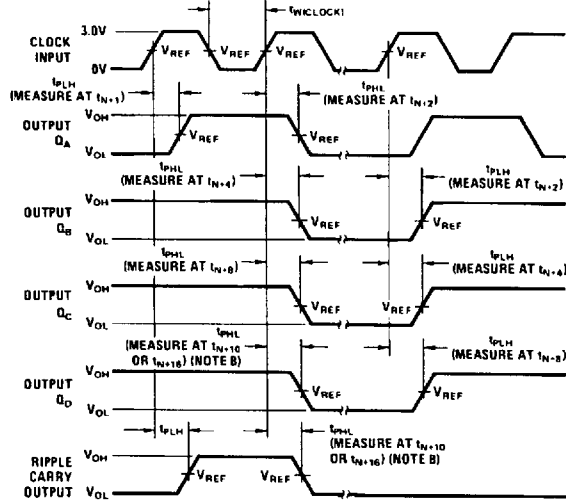 tW(CLOCK)
3.0V
CLOCK
INPUT
VREF
VREF
VREF
VREF
0V
tPLH
(MEASURE AT tN+1)
tPHL
(MEASURE AT tN+2)
VOH
OUTPUT
QA
VREF
VREF
VOL
tPHL
(MEASURE AT tN+4)
tPLH
(MEASURE AT tN+2)
VOH
OUTPUT
QB
VREF
VREF
VOL
tPHL
(MEASURE AT tN+8)
tPLH
(MEASURE AT tN+4)
VOH
OUTPUT
QC
VREF
VREF
VOL
tPHL
(MEASURE AT tN+10
OR tN+16) (NOTE B)
tPLH
(MEASURE AT tN+8)
VOH
OUTPUT
QD
VREF
VREF
VOL
tPLH
tPHL
(MEASURE AT tN+10
OR tN+16) (NOTE B)
RIPPLE
CARRY
OUTPUT
VOH
VREF
VREF
VOL